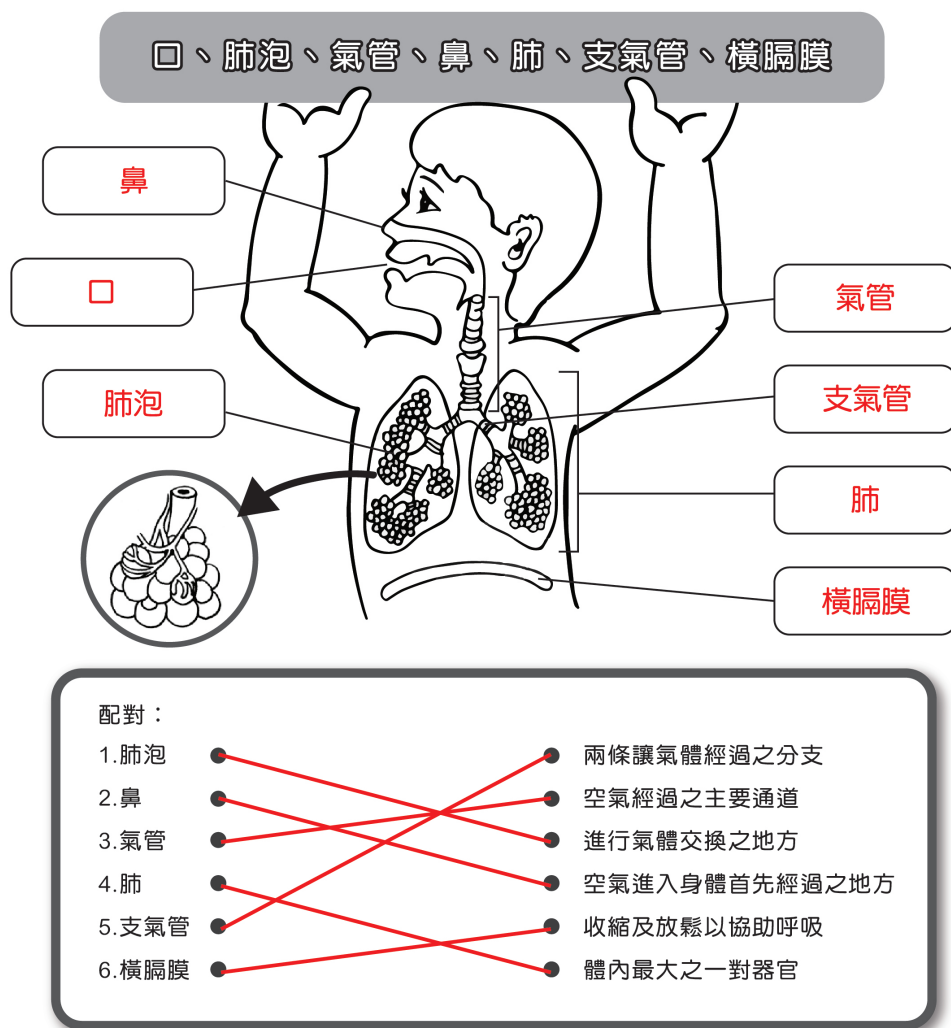 口、肺泡、氣管、鼻、肺、支氣管、橫膈膜
鼻
口
肺泡
氣管
支氣管
肺
橫膈膜
配對：
1.肺泡
兩條讓氣體經過之分支
2.鼻
空氣經過之主要通道
3.氣管
進行氣體交換之地方
4.肺
空氣進入身體首先經過之地方
5.支氣管
收縮及放鬆以協助呼吸
6.橫膈膜
體內最大之一對器官